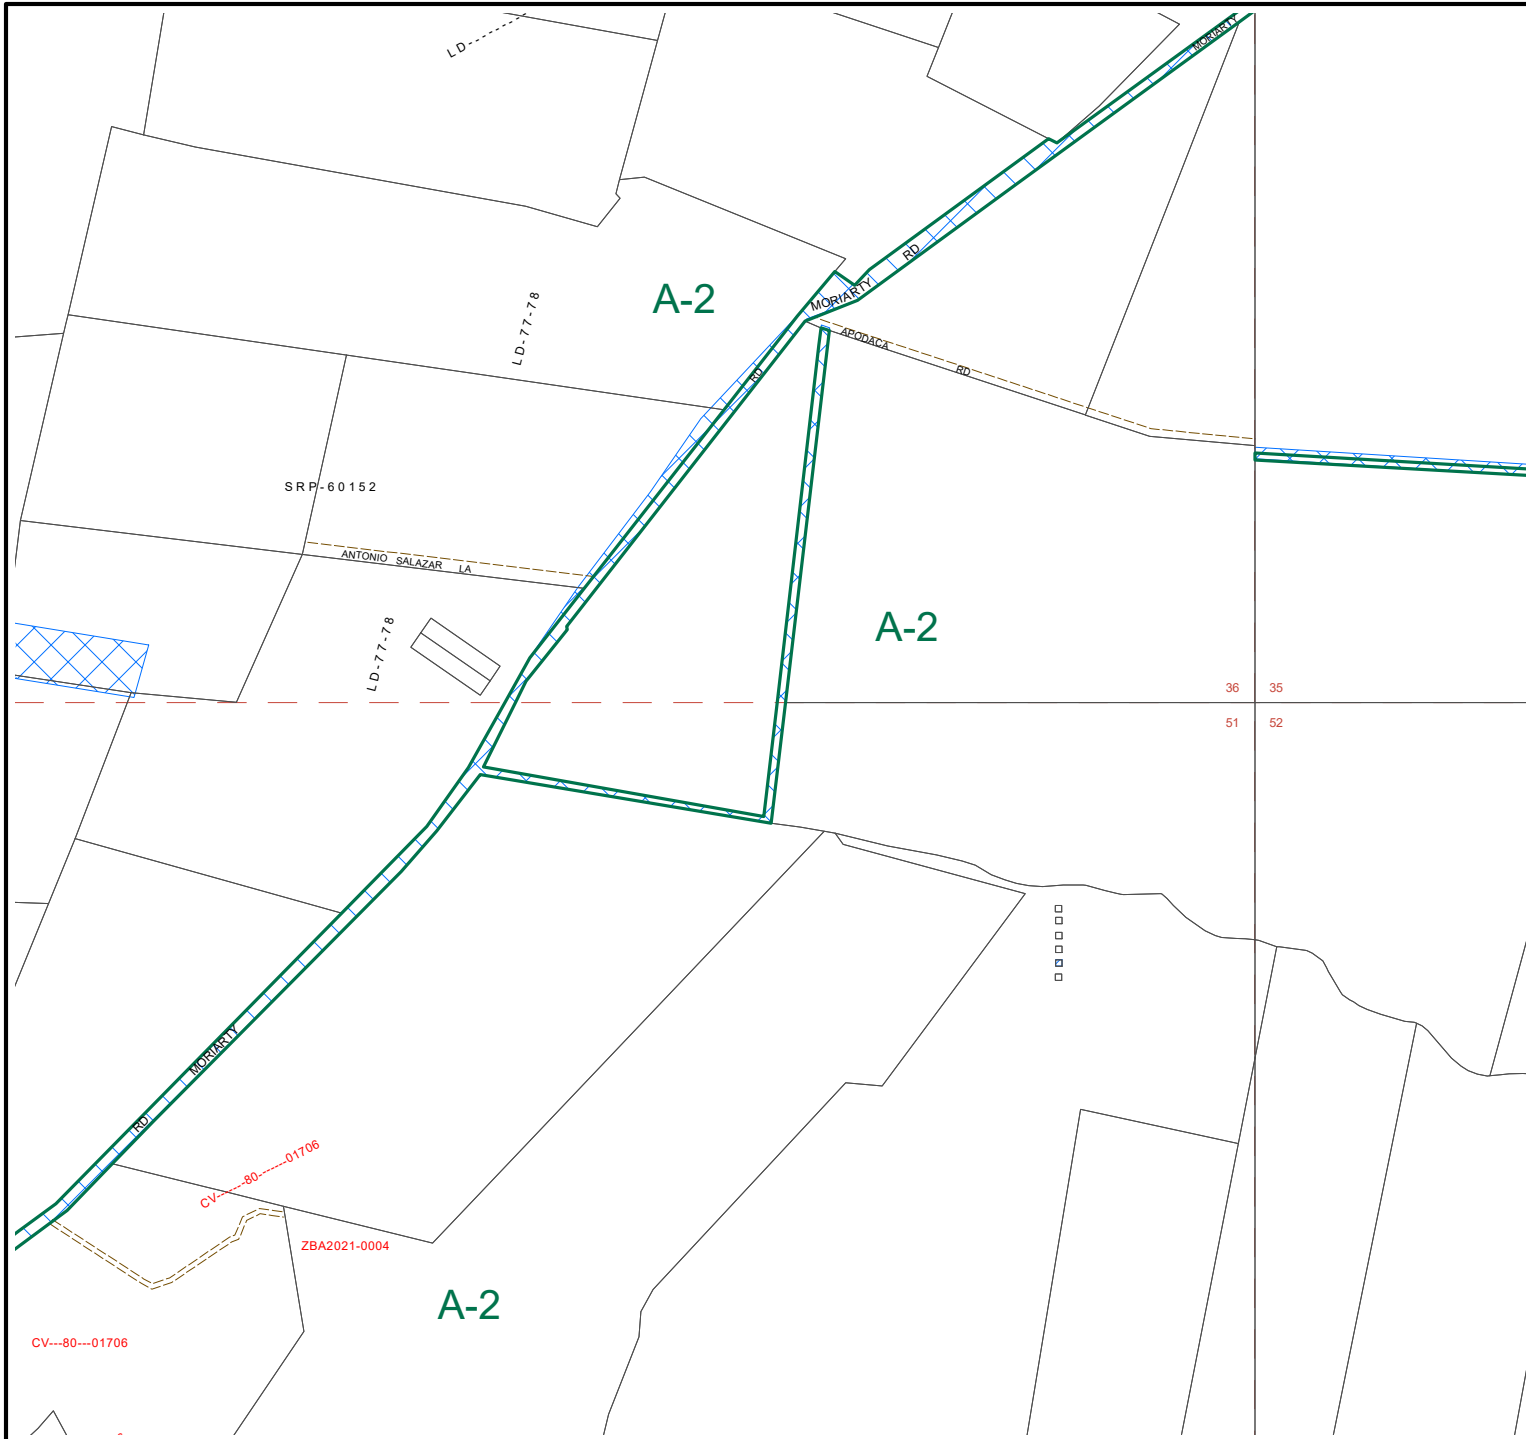 MORIARTY
LD------
RD
A-2
LD-77-78
MORIARTY
APODACA
RD
RD
SRP-60152
ANTONIO SALAZAR LA
A-2
LD-77-78
36 35
51 52
MORIARTY
RD
CV------80-------01706
ZBA2021-0004
A-2
CV---80---01706